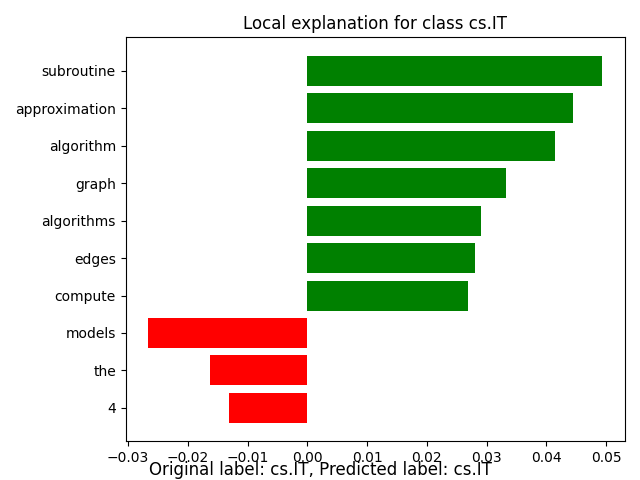 Local explanation for class cs.IT
subroutine
approximation
algorithm
graph
algorithms
edges
compute
models
the
4
−0.03 −0.02 −0.01 0.00 0.01 0.02 0.03 0.04 0.05
Original label: cs.IT, Predicted label: cs.IT